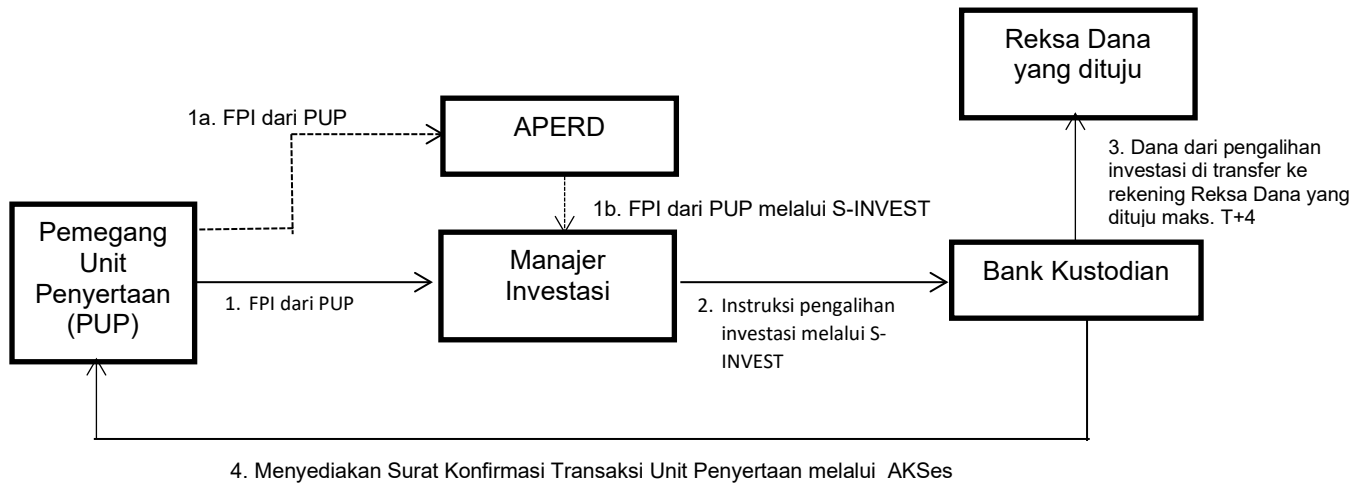 Reksa Dana
yang dituju
1a. FPI dari PUP
APERD
3. Dana dari pengalihan
investasi di transfer ke
rekening Reksa Dana yang
dituju maks. T+4
1b. FPI dari PUP melalui S-INVEST
Pemegang
Unit
Penyertaan
(PUP)
Manajer
Investasi
Bank Kustodian
1. FPI dari PUP
2. Instruksi pengalihan
investasi melalui S-
INVEST
4. Menyediakan Surat Konfirmasi Transaksi Unit Penyertaan melalui AKSes